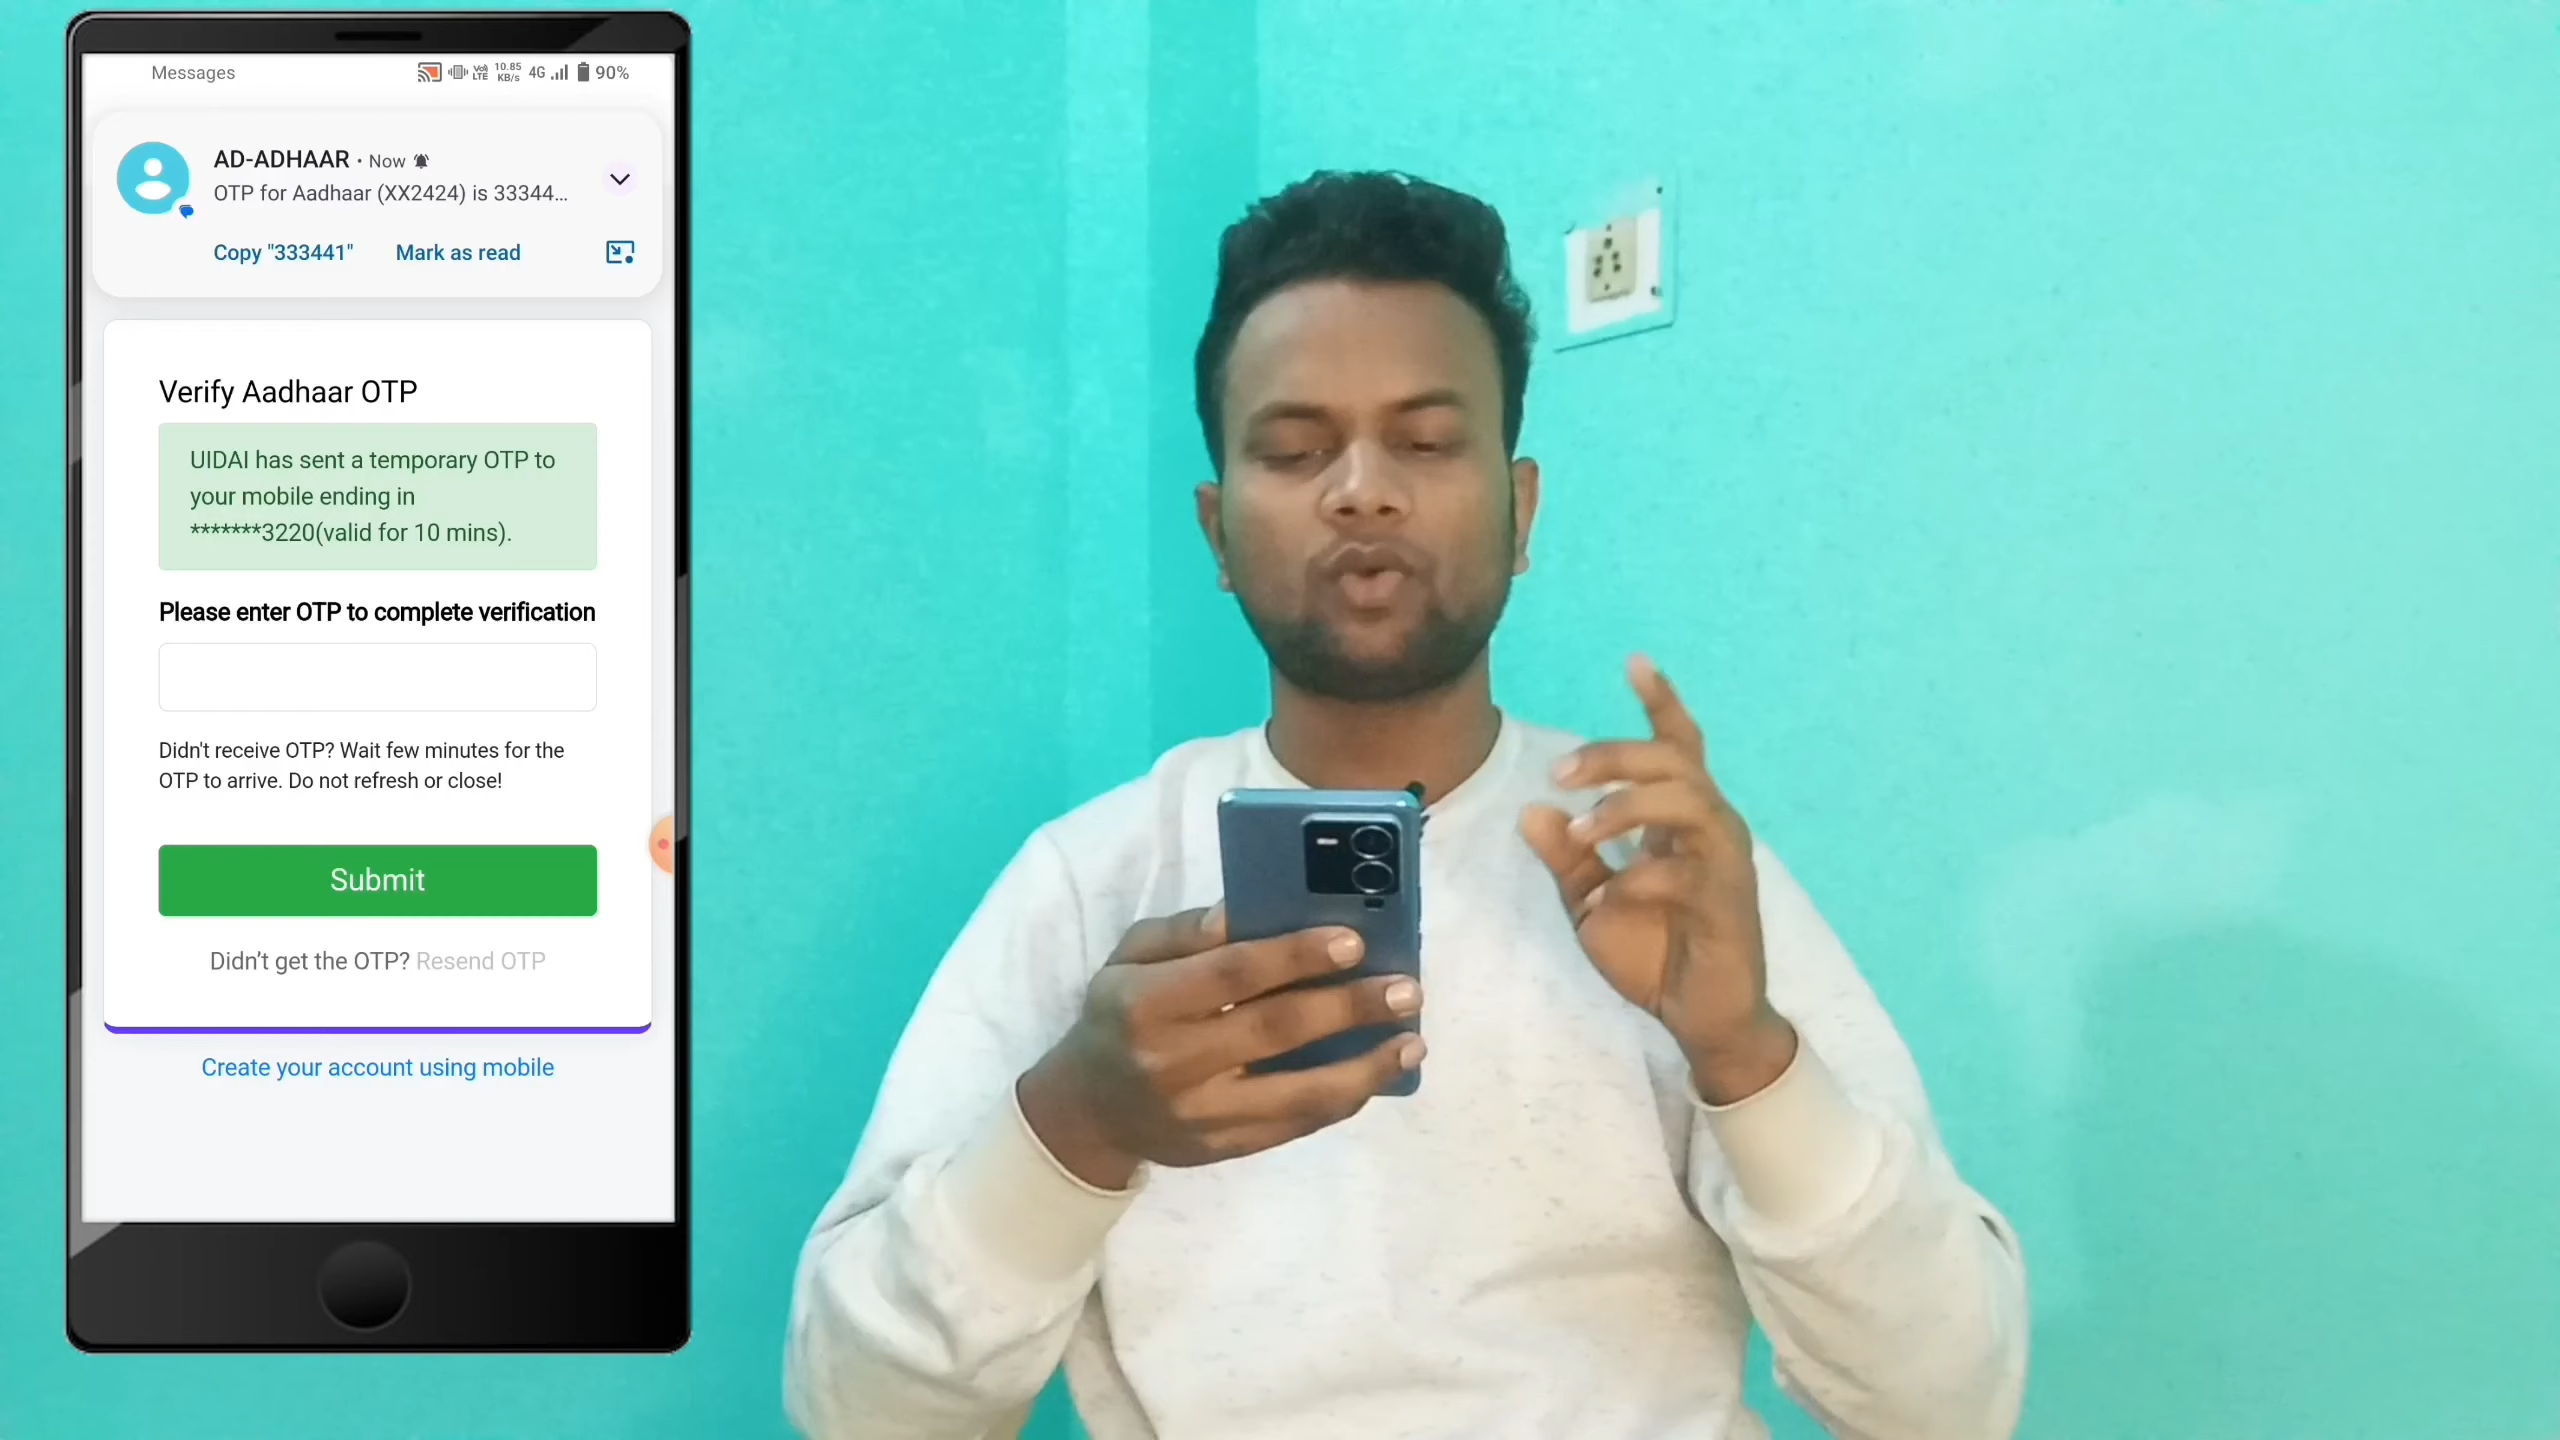 Messages
10.85 KB/s 4G 90%
AD-ADHAAR • Now
OTP for Aadhaar (XX2424) is 33344...
Copy "333441" Mark as read
Verify Aadhaar OTP
UIDAI has sent a temporary OTP to
your mobile ending in
*******3220(valid for 10 mins).
Please enter OTP to complete verification
Didn't receive OTP? Wait few minutes for the
OTP to arrive. Do not refresh or close!
Submit
Didn't get the OTP? Resend OTP
Create your account using mobile